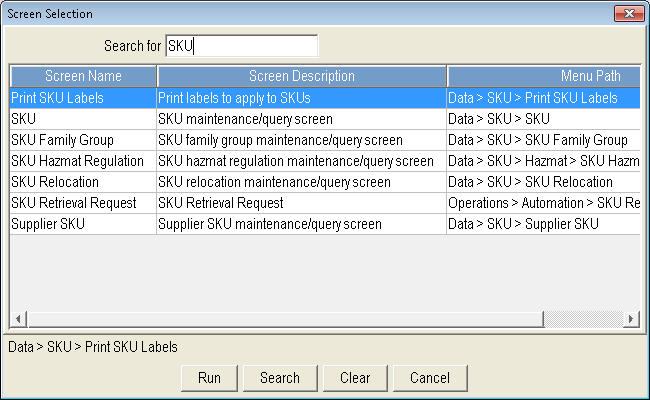 Screen Selection
Search for SKU
Screen Name Screen Description Menu Path
Print SKU Labels Print labels to apply to SKUs Data > SKU > Print SKU Labels
SKU SKU maintenance/query screen Data > SKU > SKU
SKU Family Group SKU family group maintenance/query screen Data > SKU > SKU Family Group
SKU Hazmat Regulation SKU hazmat regulation maintenance/query screen Data > SKU > Hazmat > SKU Hazm
SKU Relocation SKU relocation maintenance/query screen Data > SKU > SKU Relocation
SKU Retrieval Request SKU Retrieval Request Operations > Automation > SKU Re
Supplier SKU Supplier SKU maintenance/query screen Data > SKU > Supplier SKU
Data > SKU > Print SKU Labels
Run Search Clear Cancel